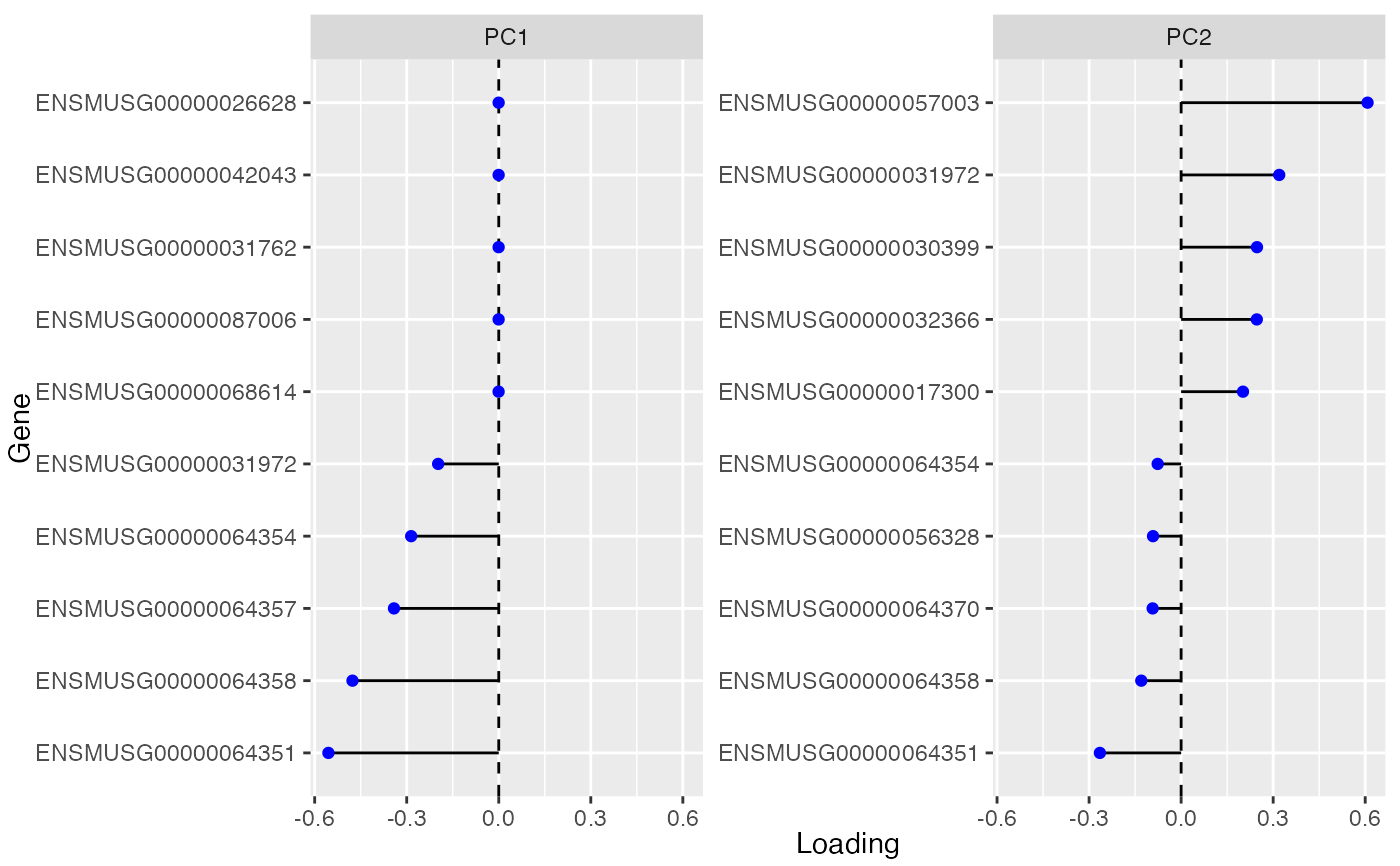 PC1
PC2
ENSMUSG00000026628
ENSMUSG00000042043
ENSMUSG00000031762
ENSMUSG00000087006
ENSMUSG00000068614
ENSMUSG00000031972
ENSMUSG00000064354
ENSMUSG00000064357
ENSMUSG00000064358
ENSMUSG00000064351
ENSMUSG00000057003
ENSMUSG00000031972
ENSMUSG00000030399
ENSMUSG00000032366
ENSMUSG00000017300
ENSMUSG00000064354
ENSMUSG00000056328
ENSMUSG00000064370
ENSMUSG00000064358
ENSMUSG00000064351
Gene
-0.6 -0.3 0.0 0.3 0.6
-0.6 -0.3 0.0 0.3 0.6
Loading